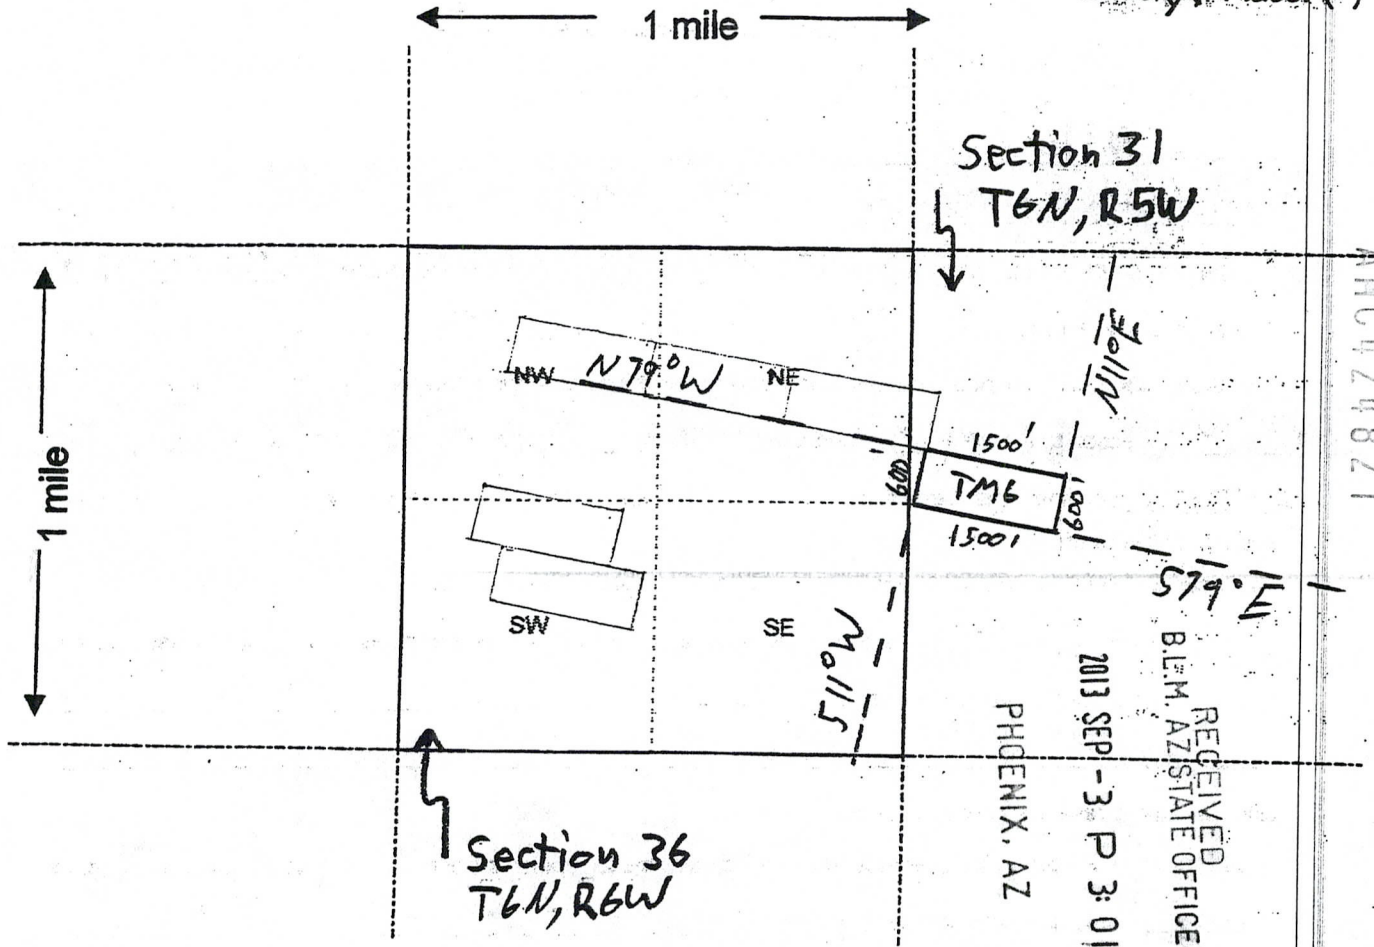 1 mile
Section 31
T6N, R5W
1 mile
N11°E
NW N79°W NE
1500'
600'
TM6
600'
1500'
S79°E
SW
SE
S11°W
Section 36
T6N, R6W
RECEIVED
B.L.M. AZ STATE OFFICE
2013 SEP -3 P 3:01
PHOENIX, AZ